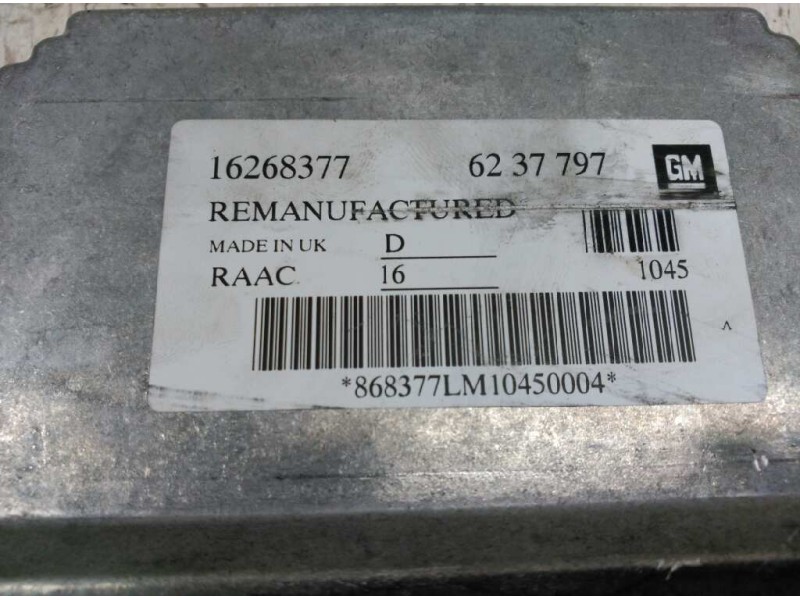 16268377 62 37 797 GM
REMANUFACTURED
MADE IN UK D
RAAC 16 1045
*868377LM10450004*